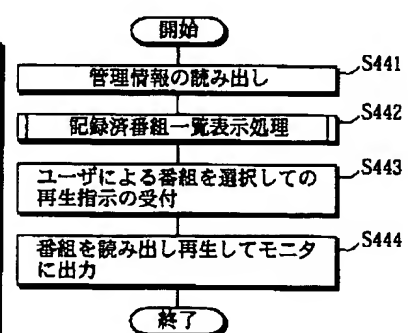 開始
S441
管理情報の読み出し
S442
記録済番組一覧表示処理
S443
ユーザによる番組を選択しての
再生指示の受付
S444
番組を読み出し再生してモニタ
に出力
終了